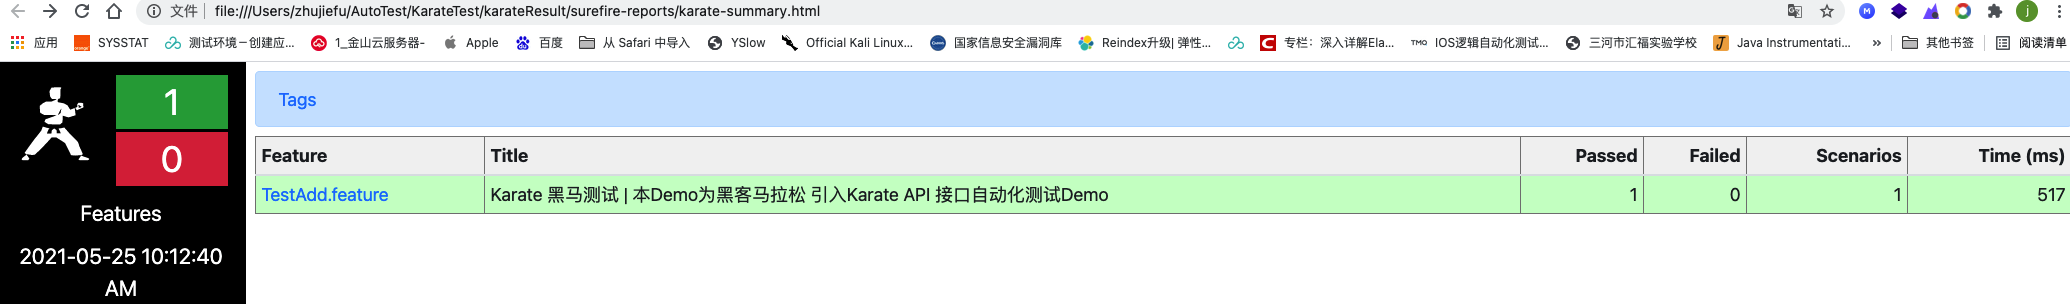 文件 file:///Users/zhujiefu/AutoTest/KarateTest/karateResult/surefire-reports/karate-summary.html
应用 SYSSTAT 测试环境－创建应... 1_金山云服务器- Apple 百度 从 Safari 中导入 YSlow Official Kali Linux... 国家信息安全漏洞库 Reindex升级| 弹性... 专栏：深入详解Ela... TMQ IOS逻辑自动化测试... 三河市汇福实验学校 Java Instrumentati... » 其他书签 阅读清单
1
0
Features
2021-05-25 10:12:40
AM
Tags
Feature Title Passed Failed Scenarios Time (ms)
TestAdd.feature Karate 黑马测试 | 本Demo为黑客马拉松 引入Karate API 接口自动化测试Demo 1 0 1 517